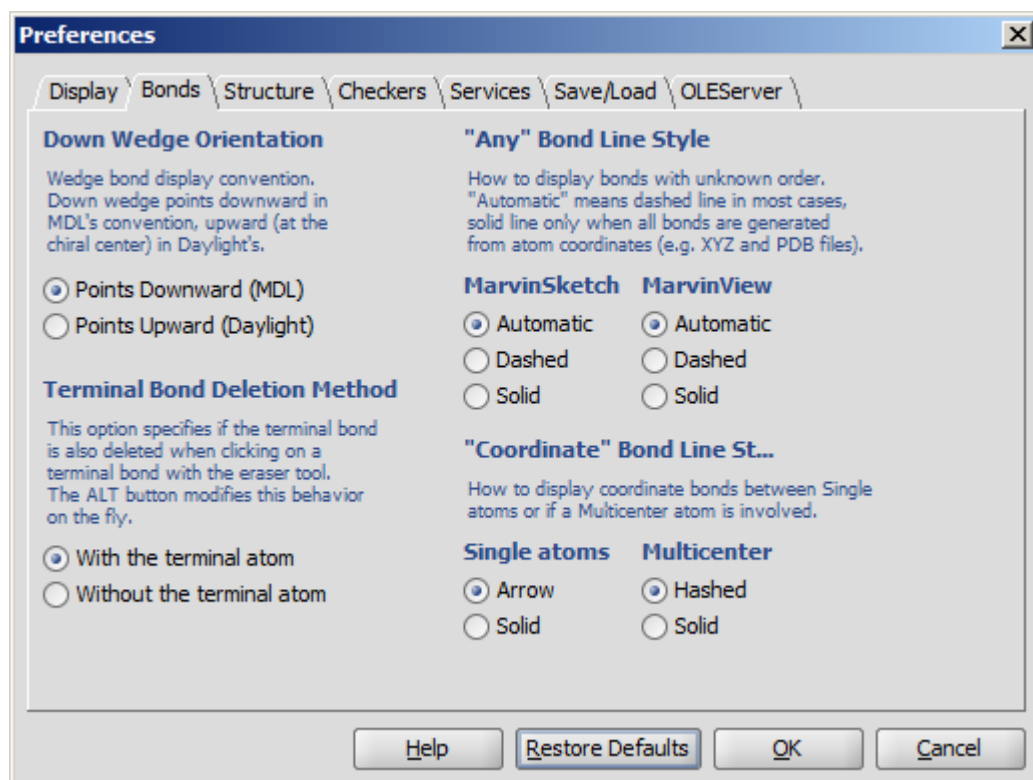 Preferences
Display Bonds Structure Checkers Services Save/Load OLEServer
Down Wedge Orientation
Wedge bond display convention.
Down wedge points downward in
MDL's convention, upward (at the
chiral center) in Daylight's.
Points Downward (MDL)
Points Upward (Daylight)
Terminal Bond Deletion Method
This option specifies if the terminal bond
is also deleted when clicking on a
terminal bond with the eraser tool.
The ALT button modifies this behavior
on the fly.
With the terminal atom
Without the terminal atom
"Any" Bond Line Style
How to display bonds with unknown order.
"Automatic" means dashed line in most cases,
solid line only when all bonds are generated
from atom coordinates (e.g. XYZ and PDB files).
MarvinSketch MarvinView
Automatic Automatic
Dashed Dashed
Solid Solid
"Coordinate" Bond Line St...
How to display coordinate bonds between Single
atoms or if a Multicenter atom is involved.
Single atoms Multicenter
Arrow Hashed
Solid Solid
Help Restore Defaults OK Cancel